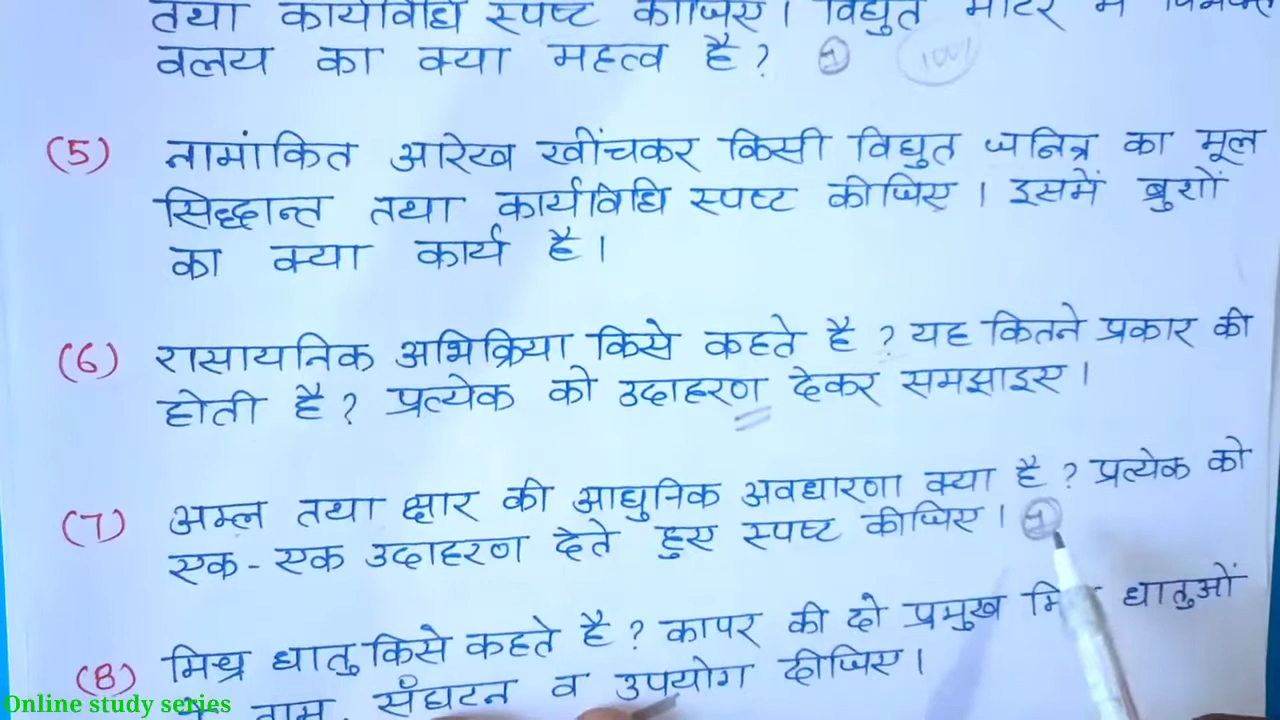 तथा कार्यविधि स्पष्ट कीजिए। विद्युत मोटर में
वलय का क्या महत्व है?
(5) नामांकित आरेख खींचकर किसी विद्युत जनित्र का मूल
सिद्धान्त तथा कार्यविधि स्पष्ट कीजिए। इसमें ब्रुशों
का क्या कार्य है।
(6) रासायनिक अभिक्रिया किसे कहते है? यह कितने प्रकार की
होती है? प्रत्येक को उदाहरण देकर समझाइए।
(7) अम्ल तथा क्षार की आधुनिक अवधारणा क्या है? प्रत्येक को
एक-एक उदाहरण देते हुए स्पष्ट कीजिए।
(8) मिश्र धातु किसे कहते है? कापर की दो प्रमुख धातुओं
नाम, संघटन व उपयोग दीजिए।
Online study series